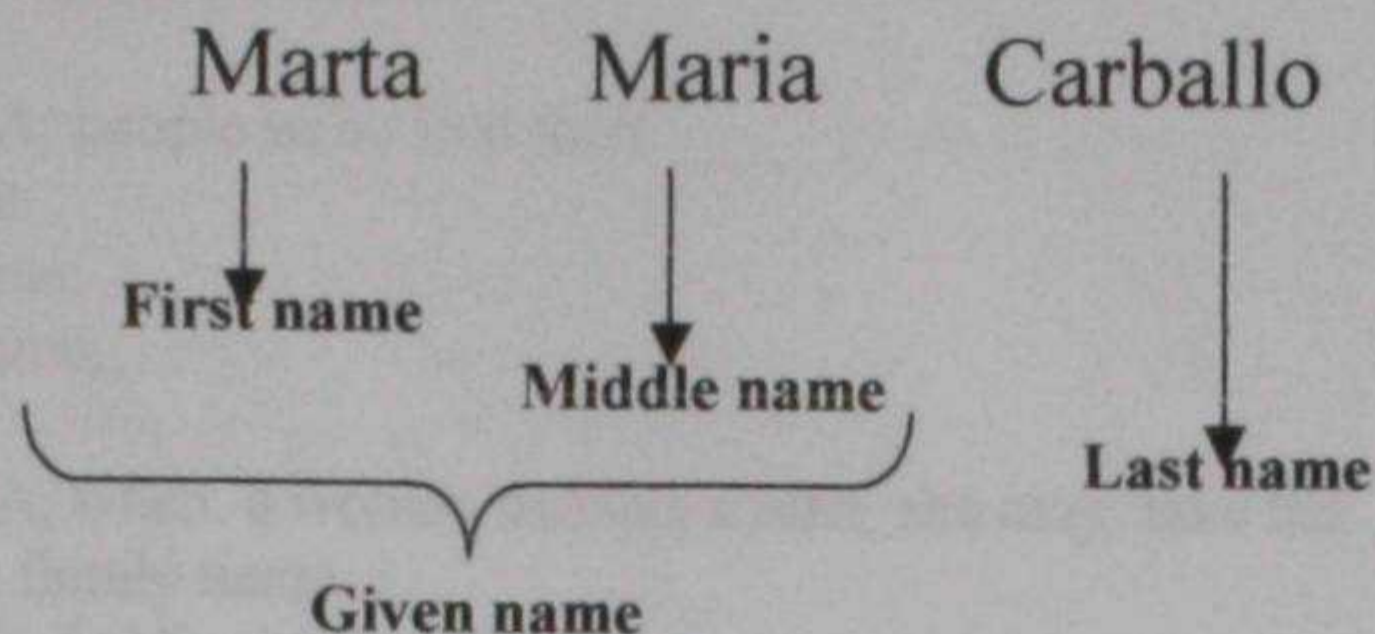 Marta Maria Carballo
First name
Middle name
Last name
Given name